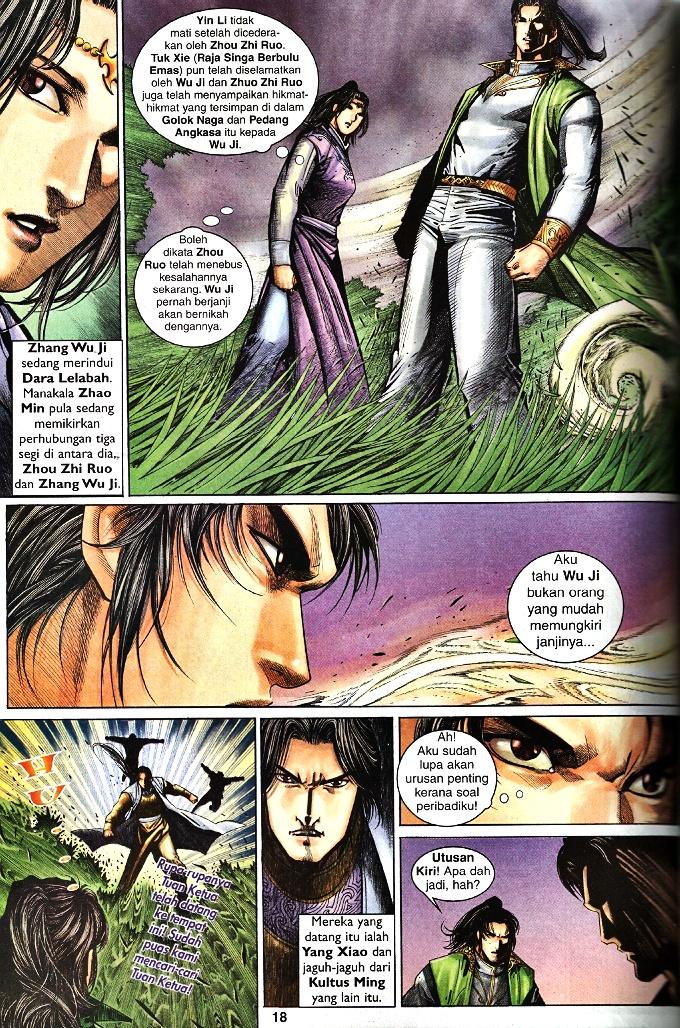 Yin Li tidak
mati setelah dicedera-
kan oleh Zhou Zhi Ruo.
Tuk Xie (Raja Singa Berbulu
Emas) pun telah diselamatkan
oleh Wu Ji dan Zhuo Zhi Ruo
juga telah menyampaikan hikmat-
hikmat yang tersimpan di dalam
Golok Naga dan Pedang
Angkasa itu kepada
Wu Ji.
Boleh
dikata Zhou
Ruo telah menebus
kesalahannya
sekarang. Wu Ji
pernah berjanji
akan bernikah
dengannya.
Zhang Wu Ji
sedang merindui
Dara Lelabah.
Manakala Zhao
Min pula sedang
memikirkan
perhubungan tiga
segi di antara dia,
Zhou Zhi Ruo
dan Zhang Wu Ji.
Aku
tahu Wu Ji
bukan orang
yang mudah
memungkiri
janjinya...
HU
Rupa-rupanya
Tuan Ketua
telah datang
ke tempat
ini! Sudah
puas kami
mencari-cari
Tuan Ketua!
Mereka yang
datang itu ialah
Yang Xiao dan
jaguh-jaguh dari
Kultus Ming
yang lain itu.
Ah!
Aku sudah
lupa akan
urusan penting
kerana soal
peribadiku!
Utusan
Kiri! Apa dah
jadi, hah?
18